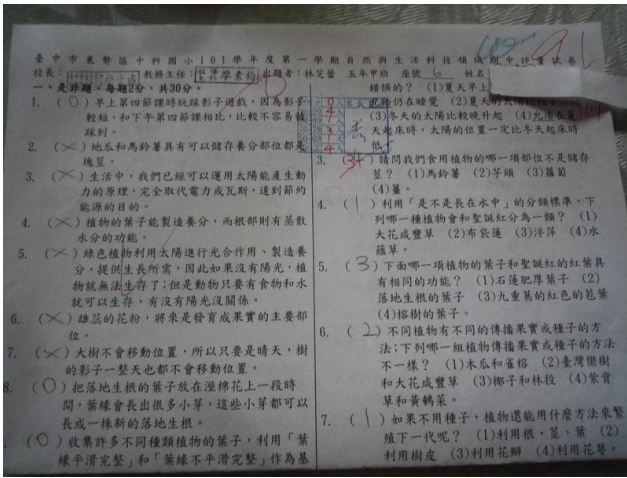 臺中市東勢區中科國小101學年度第一學期自然與生活科技領域期中評量試卷
校長： 教務主任： 出題者：林芝蕾 五年甲班 座號 6 姓名
一、是非題，每題2分，共30分。
1. (○) 早上第四節課時玩踩影子遊戲，因為影子
較短，和下午第四節課相比，比較不容易被
踩到。
2. (×) 地瓜和馬鈴薯具有可以儲存養分部位都是
塊莖。
3. (×) 生活中，我們已經可以運用太陽能產生動
力的原理，完全取代電力或瓦斯，達到節約
能源的目的。
4. (×) 植物的葉子能製造養分，而根部則有蒸散
水分的功能。
5. (×) 綠色植物利用太陽進行光合作用、製造養
分，提供生長所需，因此如果沒有陽光，植
物就無法生存了；但是動物只要有食物和水
就可以生存，有沒有陽光沒關係。
6. (×) 雄蕊的花粉，將來是發育成果實的主要部
位。
7. (×) 大樹不會移動位置，所以只要是晴天，樹
的影子一整天也都不會移動位置。
8. (○) 把落地生根的葉子放在溼棉花上一段時
間，葉緣會長出很多小芽，這些小芽都可以
長成一株新的落地生根。
(○) 收集許多不同種類植物的葉子，利用「葉
緣平滑完整」和「葉緣不平滑完整」作為基
91
錯誤的？ (1)夏天早上
仍在睡覺 (2)夏天的太陽
(3)冬天的太陽比較晚升起 (4)
天起床時，太陽的位置一定比冬天起床時
低。
3. (34) 請問我們食用植物的哪一項部位不是儲存
莖？ (1)馬鈴薯 (2)芋頭 (3)蘿蔔
(4)薑。
4. (1) 利用「是不是長在水中」的分類標準，下
列哪一種植物會和聖誕紅分為一類？ (1)
大花咸豐草 (2)布袋蓮 (3)浮萍 (4)水
蘊草。
5. (3) 下面哪一項植物的葉子和聖誕紅的紅葉具
有相同的功能？ (1)石蓮肥厚葉子 (2)
落地生根的葉子 (3)九重葛的紅色的苞葉
(4)榕樹的葉子。
6. (2) 不同植物有不同的傳播果實或種子的方
法；下列哪一組植物傳播果實或種子的方法
不一樣？ (1)木瓜和雀榕 (2)臺灣欒樹
和大花咸豐草 (3)椰子和林投 (4)紫背
草和黃鵪菜。
7. (1) 如果不用種子，植物還能用什麼方法來繁
殖下一代呢？ (1)利用根、莖、葉 (2)
利用樹皮 (3)利用花瓣 (4)利用花萼。